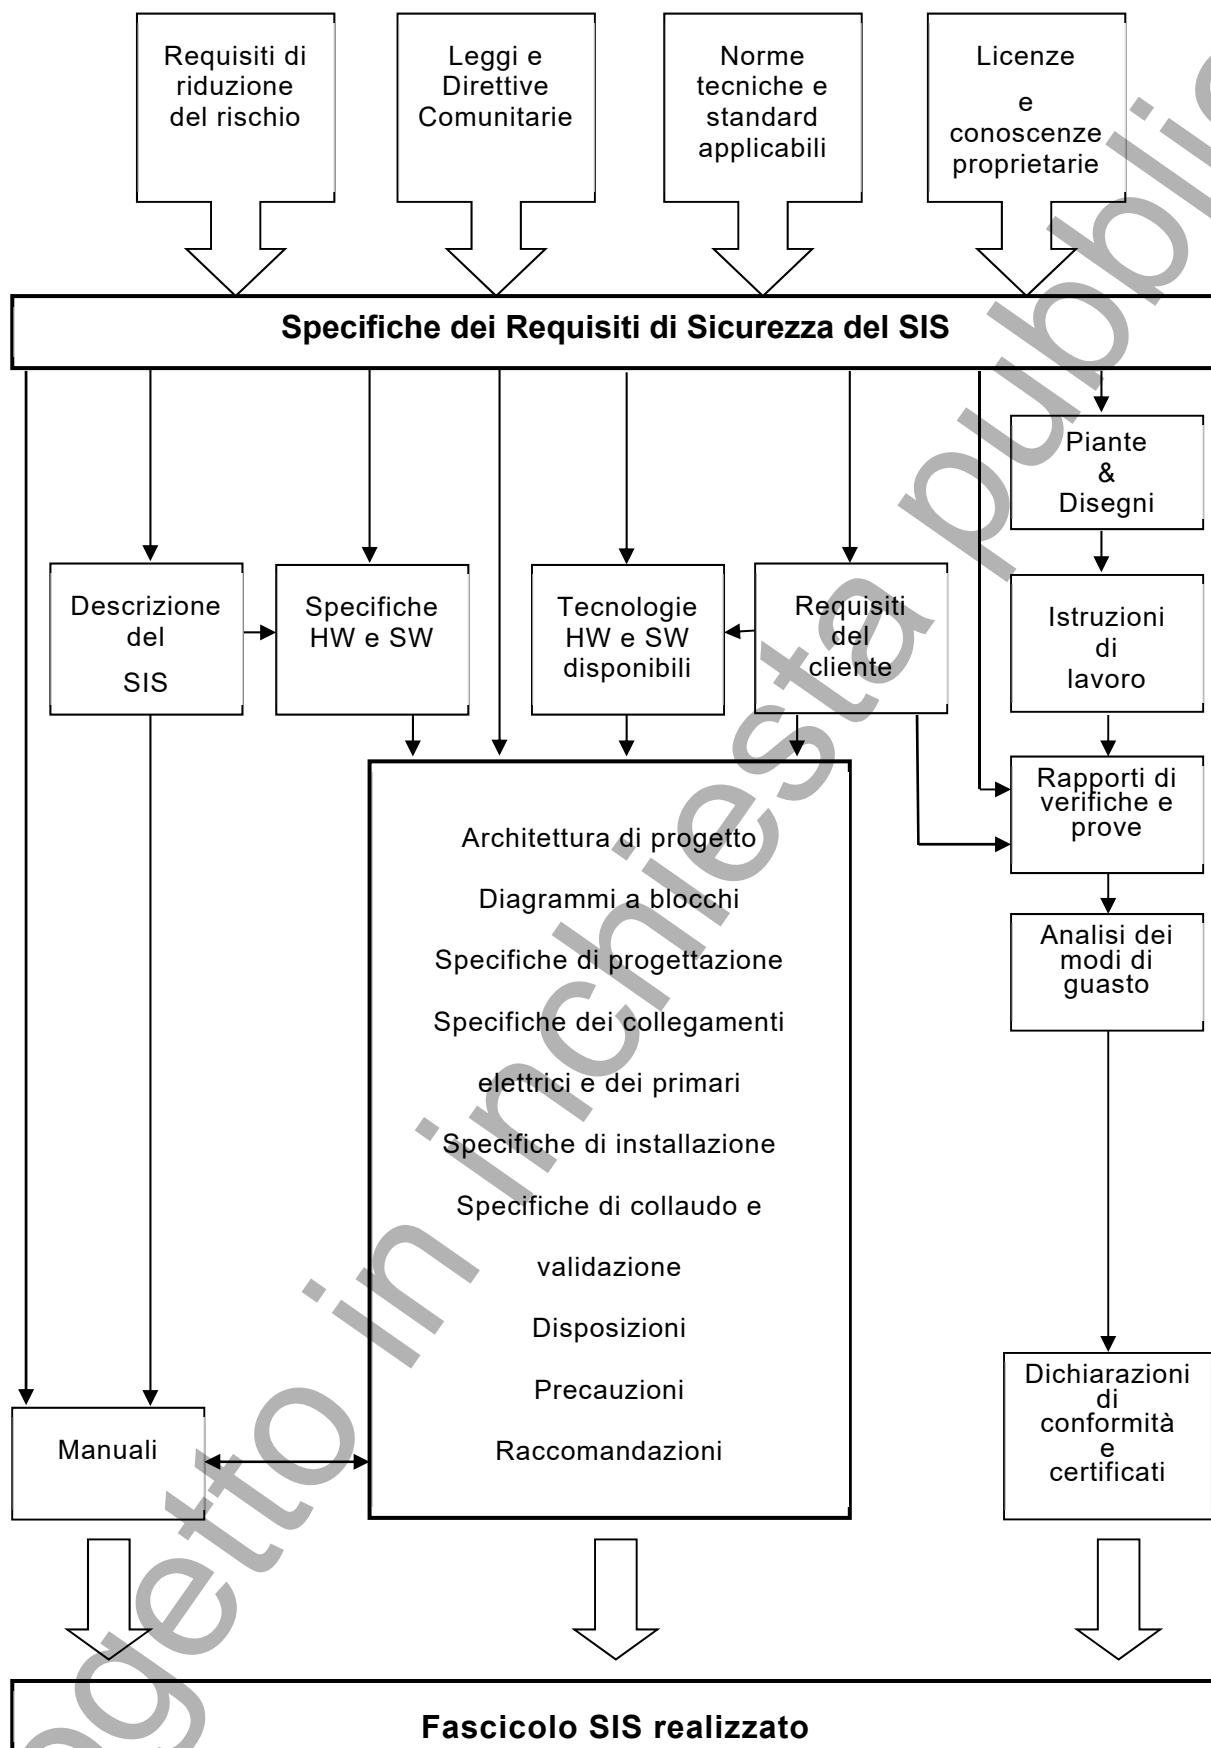 Requisiti di
riduzione
del rischio
Leggi e
Direttive
Comunitarie
Norme
tecniche e
standard
applicabili
Licenze
e
conoscenze
proprietarie
Specifiche dei Requisiti di Sicurezza del SIS
Piante
&
Disegni
Descrizione
del
SIS
Specifiche
HW e SW
Tecnologie
HW e SW
disponibili
Requisiti
del
cliente
Istruzioni
di
lavoro
Rapporti di
verifiche e
prove
Analisi dei
modi di
guasto
Architettura di progetto
Diagrammi a blocchi
Specifiche di progettazione
Specifiche dei collegamenti
elettrici e dei primari
Specifiche di installazione
Specifiche di collaudo e
validazione
Disposizioni
Precauzioni
Raccomandazioni
Manuali
Dichiarazioni
di
conformità
e
certificati
Fascicolo SIS realizzato
ogetto in inchiesta pubblic